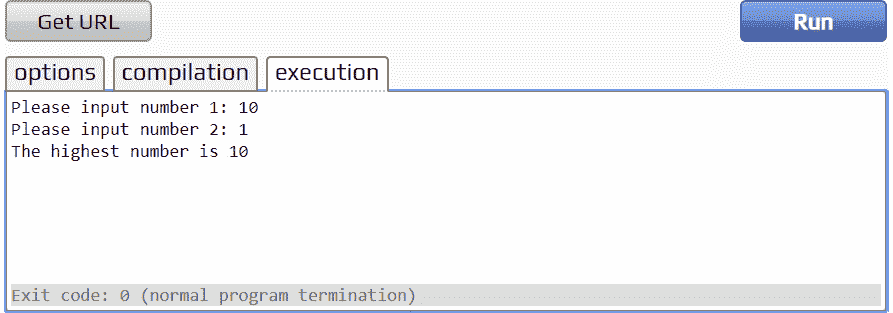 Get URL
Run
options
compilation
execution
Please input number 1: 10
Please input number 2: 1
The highest number is 10
Exit code: 0 (normal program termination)